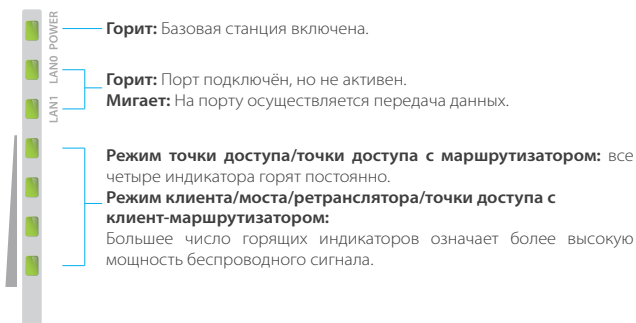 POWER
Горит: Базовая станция включена.
LAN0
LAN1
Горит: Порт подключён, но не активен.
Мигает: На порту осуществляется передача данных.
Режим точки доступа/точки доступа с маршрутизатором: все
четыре индикатора горят постоянно.
Режим клиента/моста/ретранслятора/точки доступа с
клиент-маршрутизатором:
Большее число горящих индикаторов означает более высокую
мощность беспроводного сигнала.